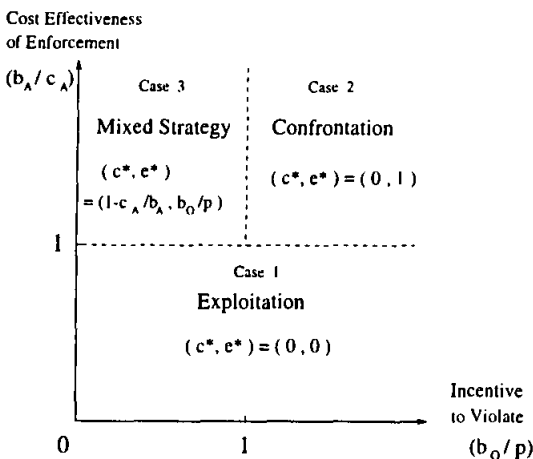 Cost Effectiveness
of Enforcement
(b_A / c_A)
Case 3
Mixed Strategy
(c*, e*)
= (1-c_A/b_A, b_O/p)
Case 2
Confrontation
(c*, e*) = (0, 1)
1
Case 1
Exploitation
(c*, e*) = (0, 0)
0
1
Incentive
to Violate
(b_O / p)